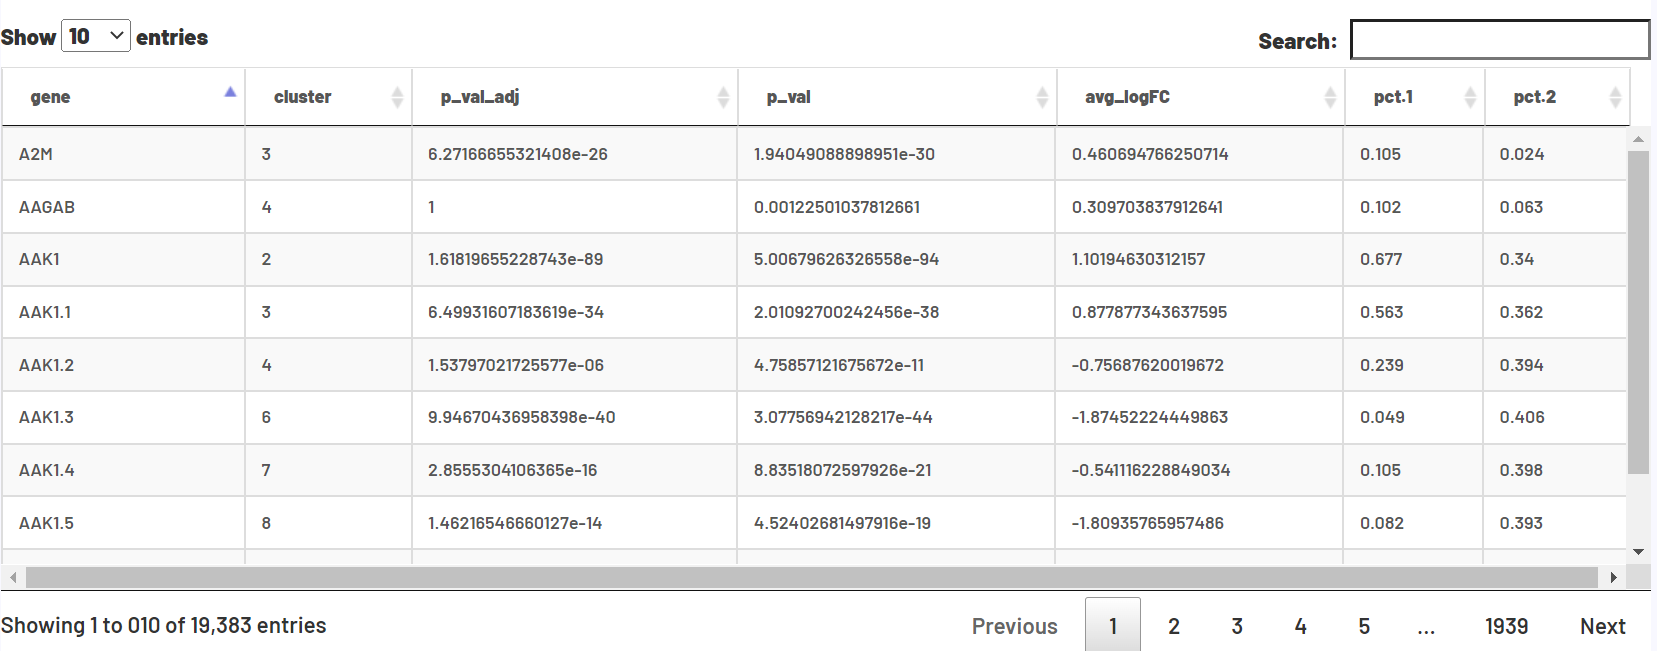 Show 10 entries
Search:
gene cluster p_val_adj p_val avg_logFC pct.1 pct.2
A2M 3 6.27166655321408e-26 1.94049088898951e-30 0.460694766250714 0.105 0.024
AAGAB 4 1 0.00122501037812661 0.309703837912641 0.102 0.063
AAK1 2 1.61819655228743e-89 5.00679626326558e-94 1.10194630312157 0.677 0.34
AAK1.1 3 6.49931607183619e-34 2.01092700242456e-38 0.877877343637595 0.563 0.362
AAK1.2 4 1.53797021725577e-06 4.75857121675672e-11 -0.75687620019672 0.239 0.394
AAK1.3 6 9.94670436958398e-40 3.07756942128217e-44 -1.87452224449863 0.049 0.406
AAK1.4 7 2.8555304106365e-16 8.83518072597926e-21 -0.541116228849034 0.105 0.398
AAK1.5 8 1.46216546660127e-14 4.52402681497916e-19 -1.80935765957486 0.082 0.393
Showing 1 to 010 of 19,383 entries
Previous 1 2 3 4 5 ... 1939 Next